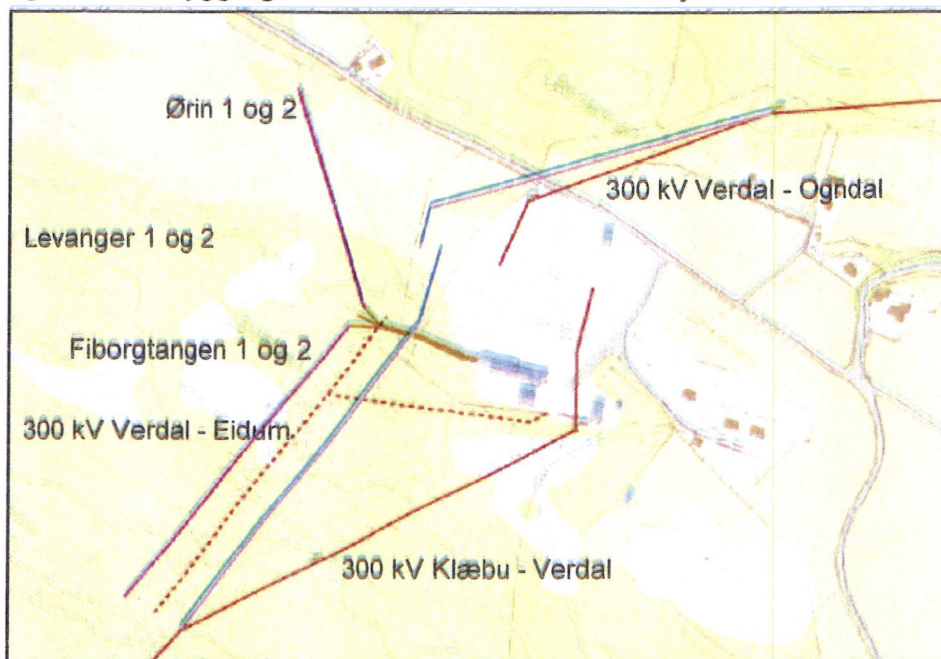 Ørin 1 og 2
300 kV Verdal - Ogndal
Levanger 1 og 2
Fiborgtangen 1 og 2
300 kV Verdal - Eidum
300 kV Klæbu - Verdal